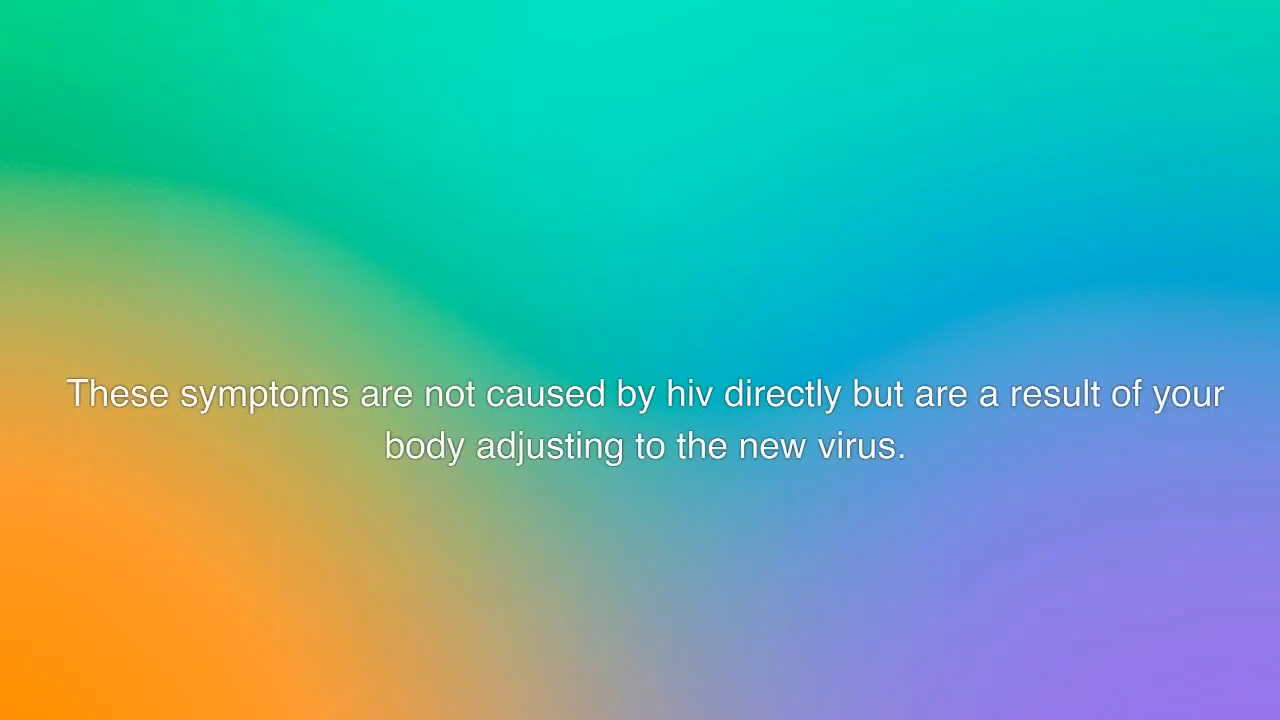 These symptoms are not caused by hiv directly but are a result of your
body adjusting to the new virus.